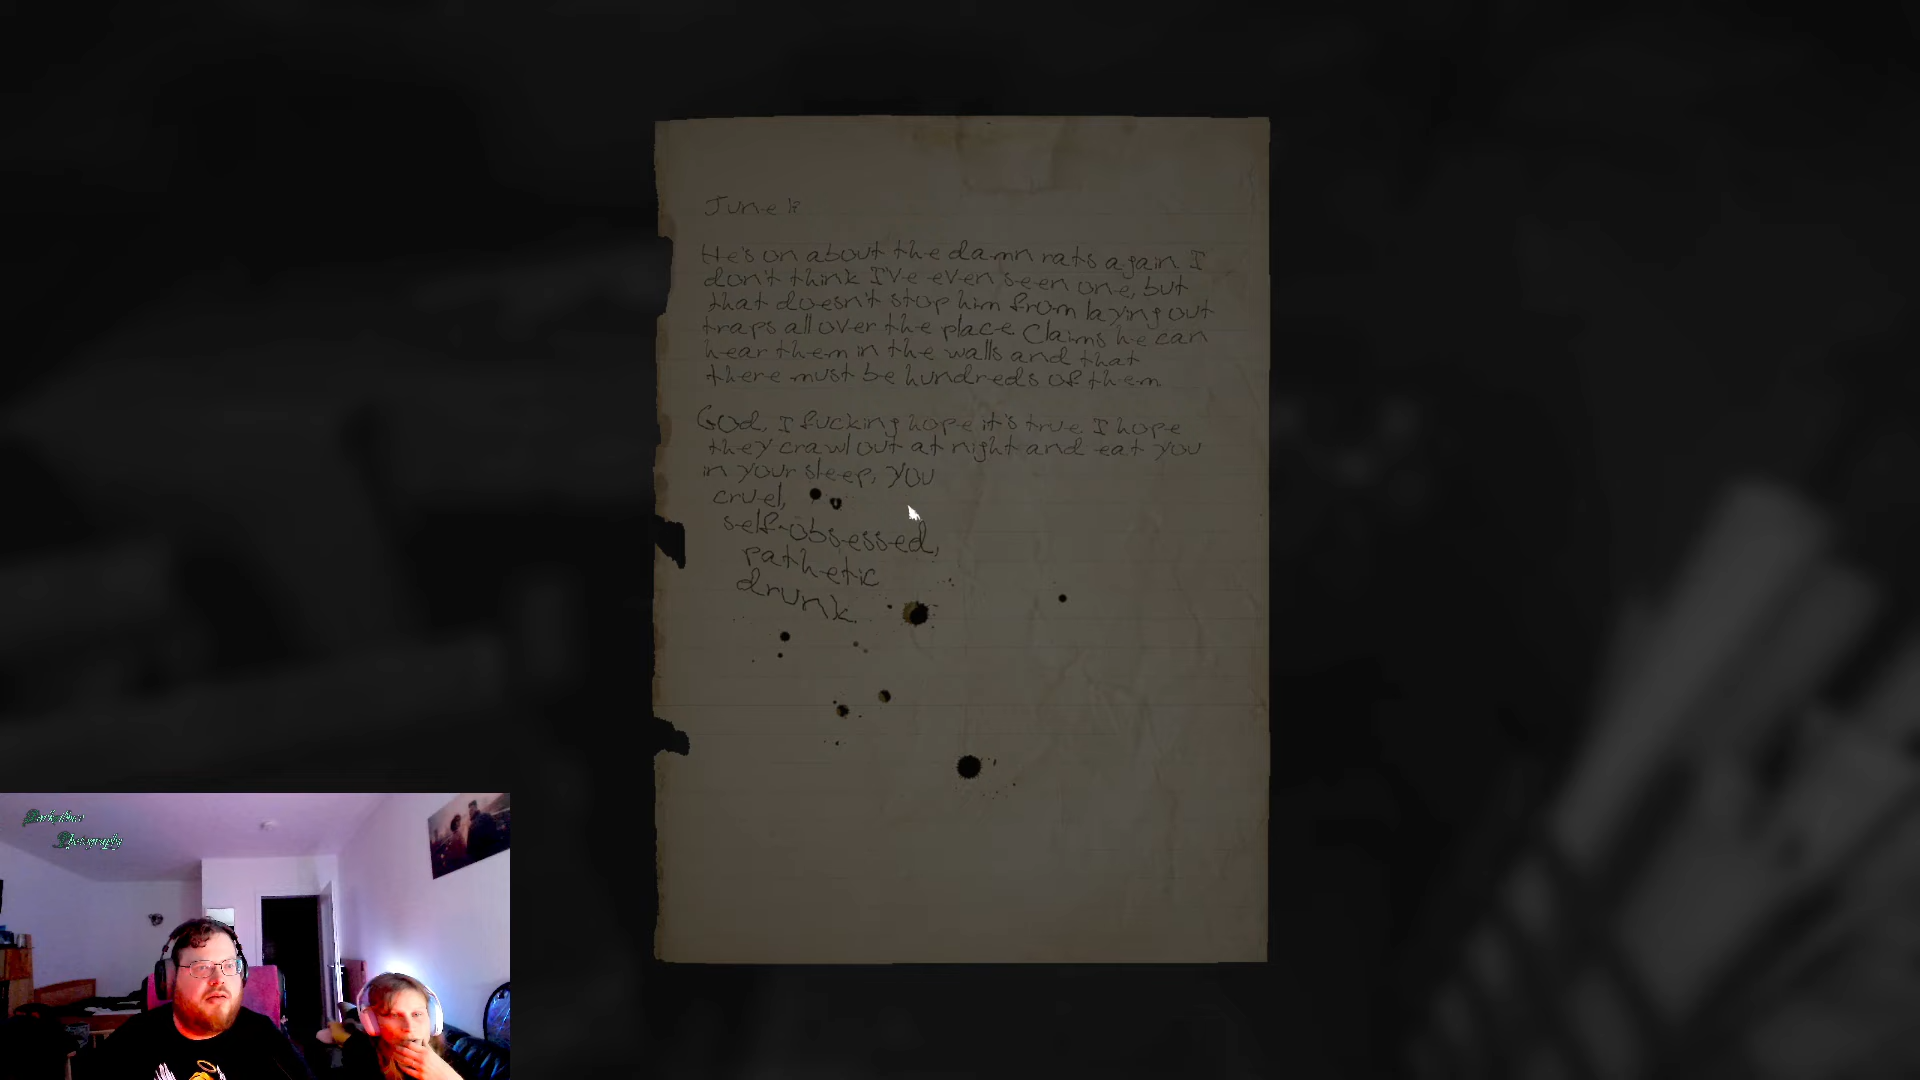 June
He's on about the damn rats again I
don't think I've even seen one, but
that doesn't stop him from laying out
traps all over the place. Claims he can
hear them in the walls and that
there must be hundreds of them
God, I fucking hope it's true I hope
they crawl out at night and eat you
in your sleep, you
cruel,
self-obsessed,
pathetic
drunk.
Photography